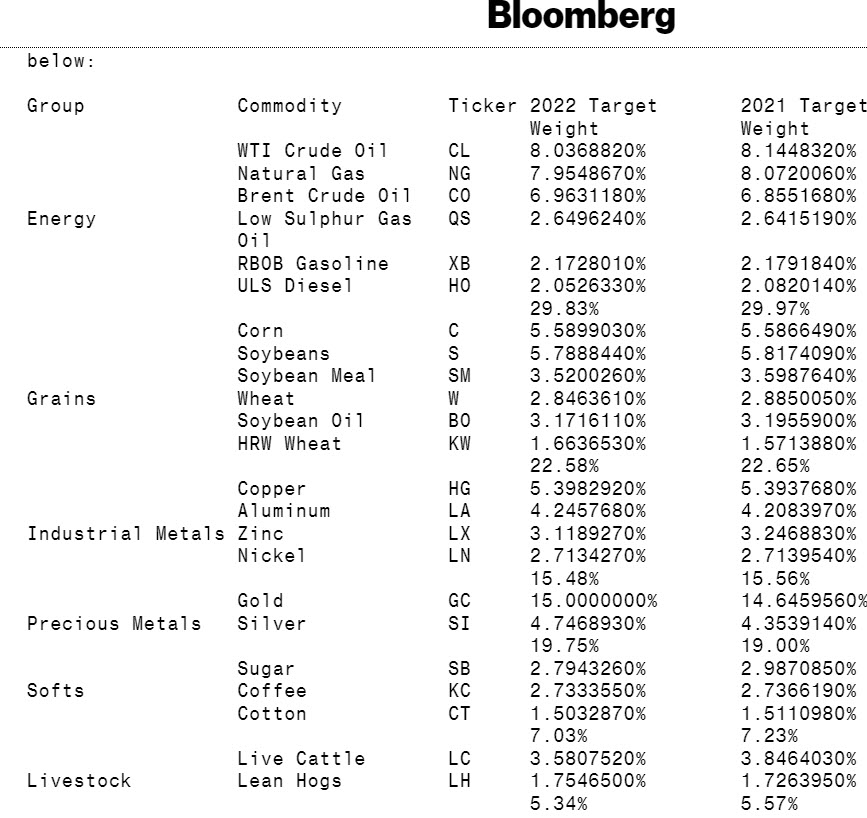 Bloomberg
below:
Group Commodity Ticker 2022 Target 2021 Target
Weight Weight
WTI Crude Oil CL 8.0368820% 8.1448320%
Natural Gas NG 7.9548670% 8.0720060%
Brent Crude Oil CO 6.9631180% 6.8551680%
Energy Low Sulphur Gas QS 2.6496240% 2.6415190%
Oil
RBOB Gasoline XB 2.1728010% 2.1791840%
ULS Diesel HO 2.0526330% 2.0820140%
29.83% 29.97%
Corn C 5.5899030% 5.5866490%
Soybeans S 5.7888440% 5.8174090%
Soybean Meal SM 3.5200260% 3.5987640%
Grains Wheat W 2.8463610% 2.8850050%
Soybean Oil BO 3.1716110% 3.1955900%
HRW Wheat KW 1.6636530% 1.5713880%
22.58% 22.65%
Copper HG 5.3982920% 5.3937680%
Aluminum LA 4.2457680% 4.2083970%
Industrial Metals Zinc LX 3.1189270% 3.2468830%
Nickel LN 2.7134270% 2.7139540%
15.48% 15.56%
Gold GC 15.0000000% 14.6459560%
Precious Metals Silver SI 4.7468930% 4.3539140%
19.75% 19.00%
Sugar SB 2.7943260% 2.9870850%
Softs Coffee KC 2.7333550% 2.7366190%
Cotton CT 1.5032870% 1.5110980%
7.03% 7.23%
Live Cattle LC 3.5807520% 3.8464030%
Livestock Lean Hogs LH 1.7546500% 1.7263950%
5.34% 5.57%